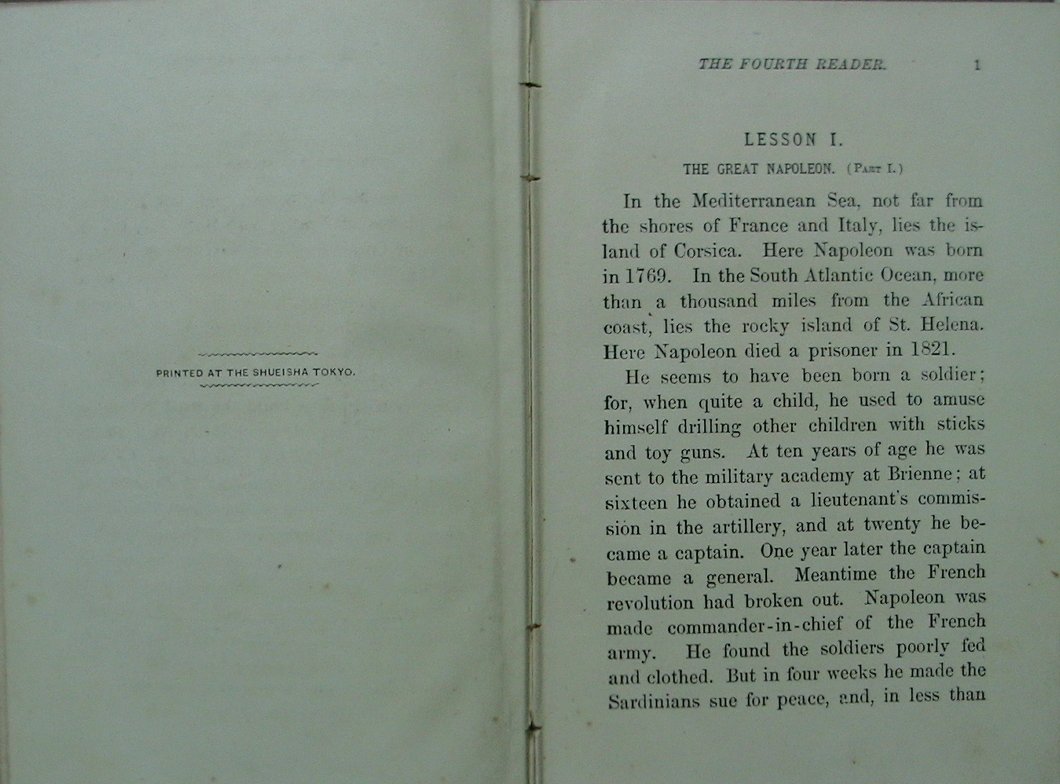 PRINTED AT THE SHUEISHA TOKYO.
THE FOURTH READER. 1
LESSON I.
THE GREAT NAPOLEON. (PART I.)
In the Mediterranean Sea, not far from
the shores of France and Italy, lies the is-
land of Corsica. Here Napoleon was born
in 1769. In the South Atlantic Ocean, more
than a thousand miles from the African
coast, lies the rocky island of St. Helena.
Here Napoleon died a prisoner in 1821.
He seems to have been born a soldier;
for, when quite a child, he used to amuse
himself drilling other children with sticks
and toy guns. At ten years of age he was
sent to the military academy at Brienne; at
sixteen he obtained a lieutenant's commis-
sion in the artillery, and at twenty he be-
came a captain. One year later the captain
became a general. Meantime the French
revolution had broken out. Napoleon was
made commander-in-chief of the French
army. He found the soldiers poorly fed
and clothed. But in four weeks he made the
Sardinians sue for peace, and, in less than